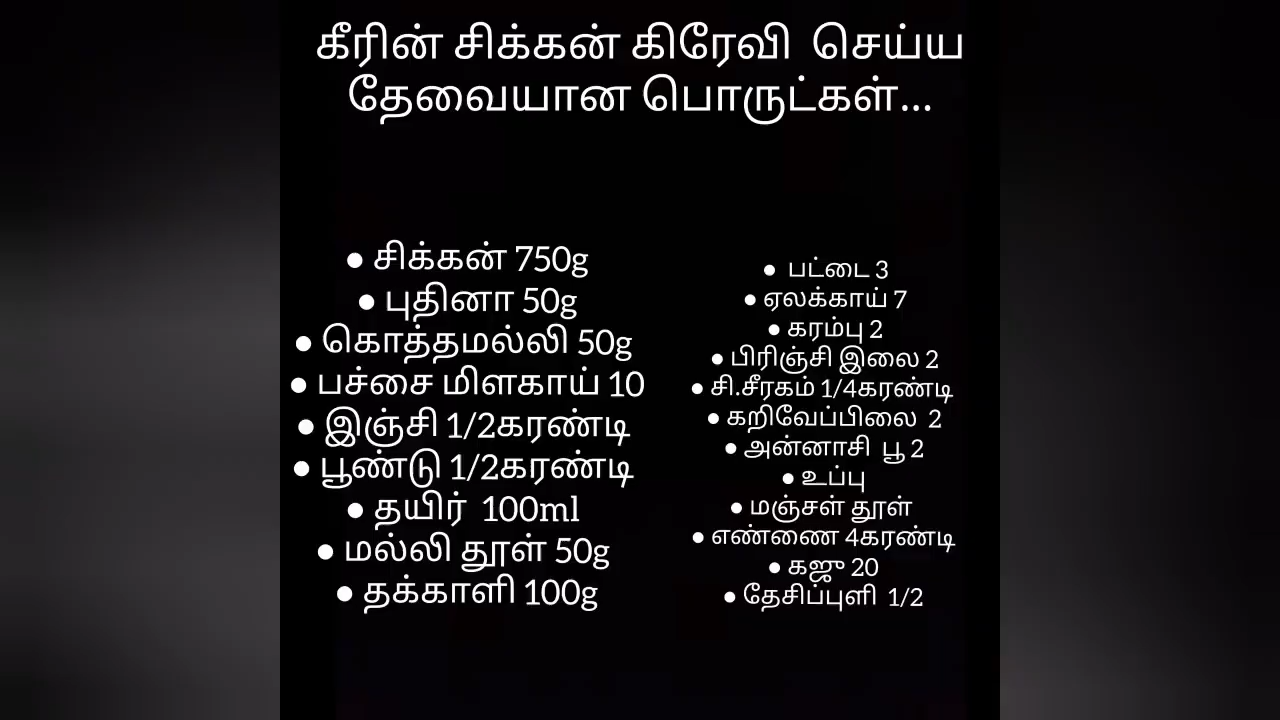 கீரின் சிக்கன் கிரேவி செய்ய
தேவையான பொருட்கள்...
● சிக்கன் 750g
● புதினா 50g
● கொத்தமல்லி 50g
● பச்சை மிளகாய் 10
● இஞ்சி 1/2கரண்டி
● பூண்டு 1/2கரண்டி
● தயிர் 100ml
● மல்லி தூள் 50g
● தக்காளி 100g
● பட்டை 3
● ஏலக்காய் 7
● கரம்பு 2
● பிரிஞ்சி இலை 2
● சி.சீரகம் 1/4கரண்டி
● கறிவேப்பிலை 2
● அன்னாசி பூ 2
● உப்பு
● மஞ்சள் தூள்
● எண்ணை 4கரண்டி
● கஜு 20
● தேசிப்புளி 1/2